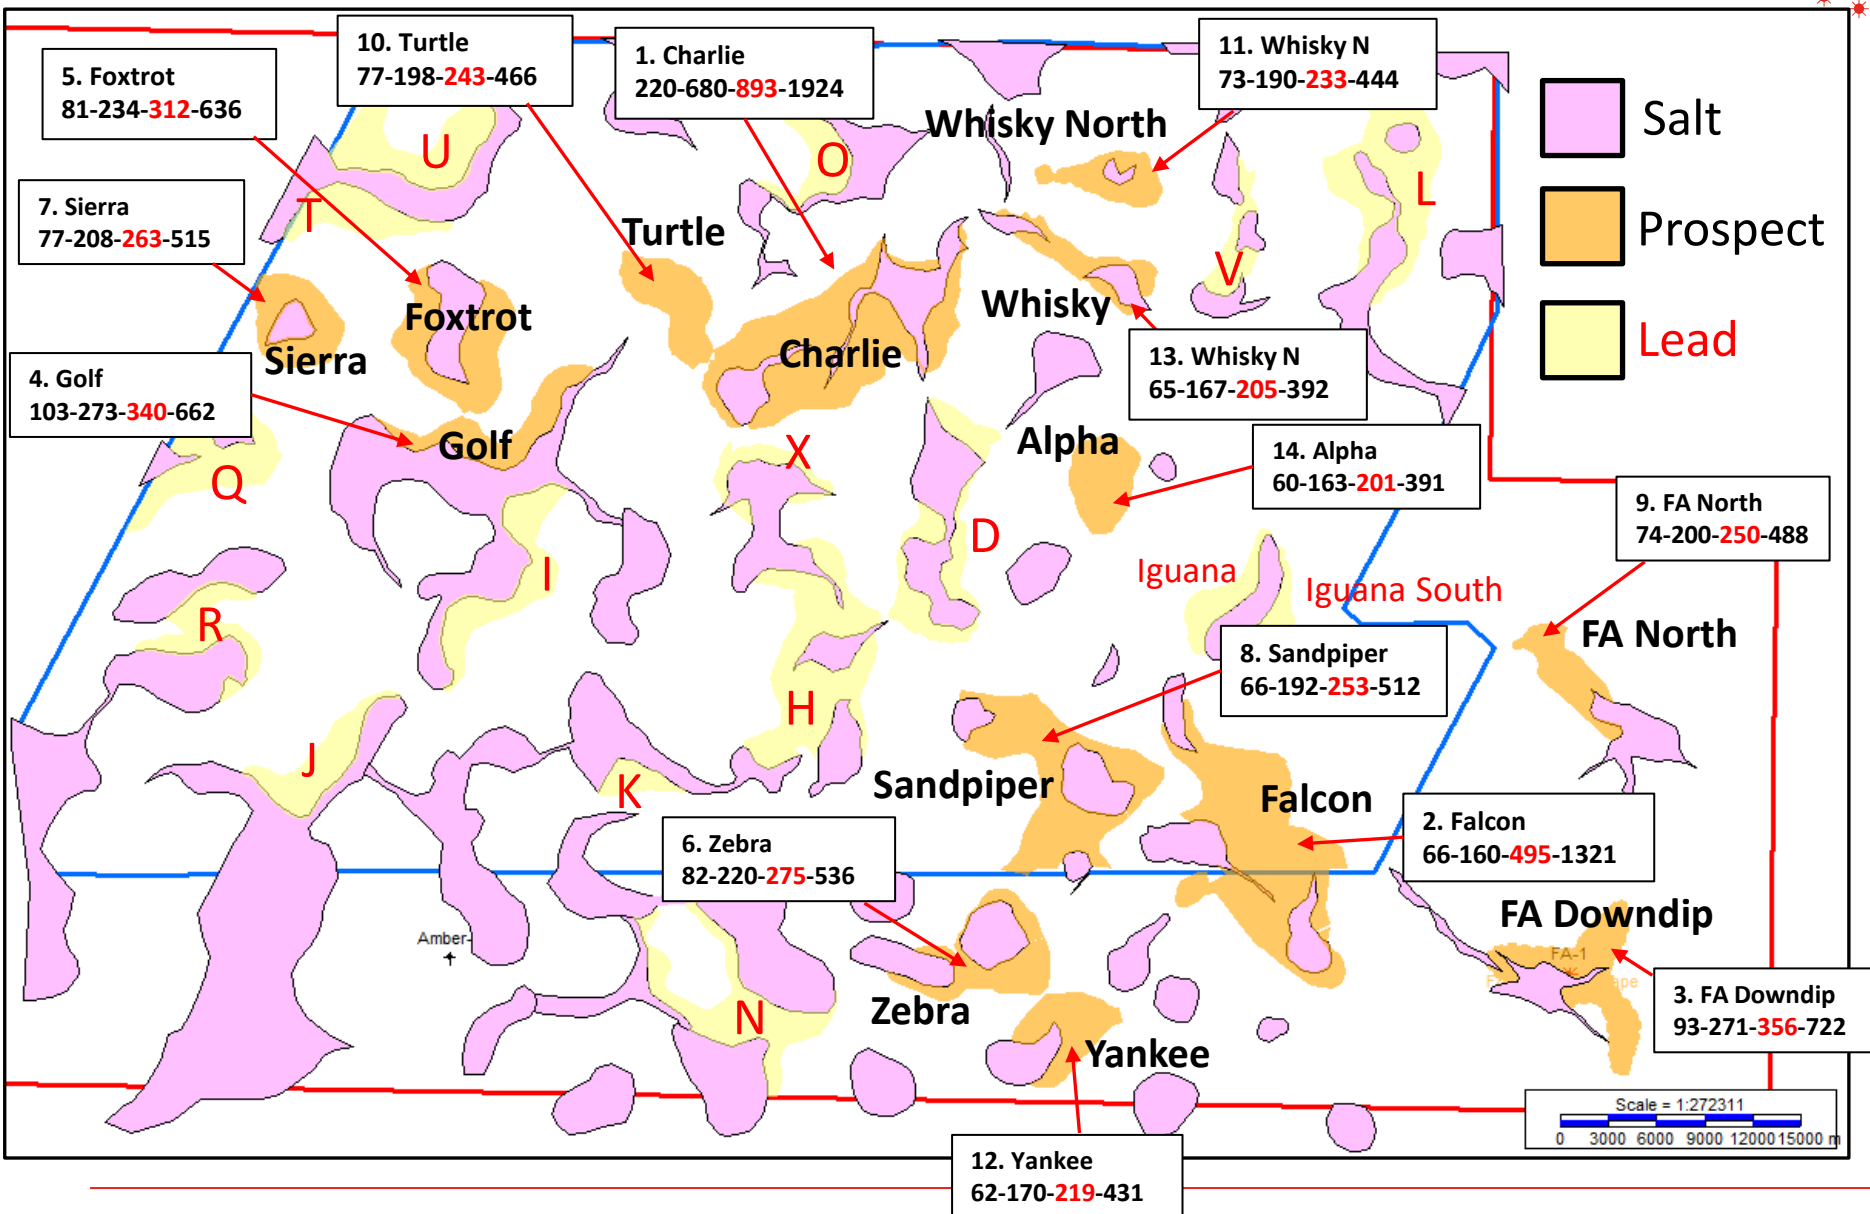 10. Turtle
77-198-243-466
1. Charlie
220-680-893-1924
11. Whisky N
73-190-233-444
5. Foxtrot
81-234-312-636
Salt
Prospect
Lead
Whisky North
U
O
T
L
7. Sierra
77-208-263-515
Turtle
V
Whisky
Foxtrot
Sierra
Charlie
13. Whisky N
65-167-205-392
4. Golf
103-273-340-662
Golf
X
Alpha
14. Alpha
60-163-201-391
Q
D
9. FA North
74-200-250-488
I
Iguana
Iguana South
R
FA North
8. Sandpiper
66-192-253-512
H
J
K
Sandpiper
Falcon
2. Falcon
66-160-495-1321
6. Zebra
82-220-275-536
FA Downdip
Amber-
FA-1
Zebra
N
3. FA Downdip
93-271-356-722
Yankee
Scale = 1:272311
0 3000 6000 9000 12000 15000 m
12. Yankee
62-170-219-431